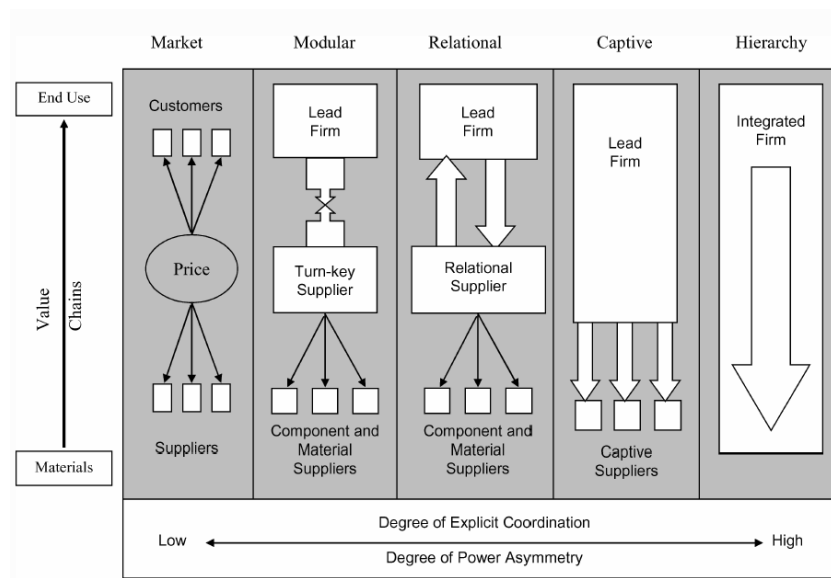 Market
Modular
Relational
Captive
Hierarchy
End Use
Value
Chains
Materials
Customers
Price
Suppliers
Lead
Firm
Turn-key
Supplier
Component and
Material
Suppliers
Lead
Firm
Relational
Supplier
Component and
Material
Suppliers
Lead
Firm
Captive
Suppliers
Integrated
Firm
Degree of Explicit Coordination
Low
High
Degree of Power Asymmetry